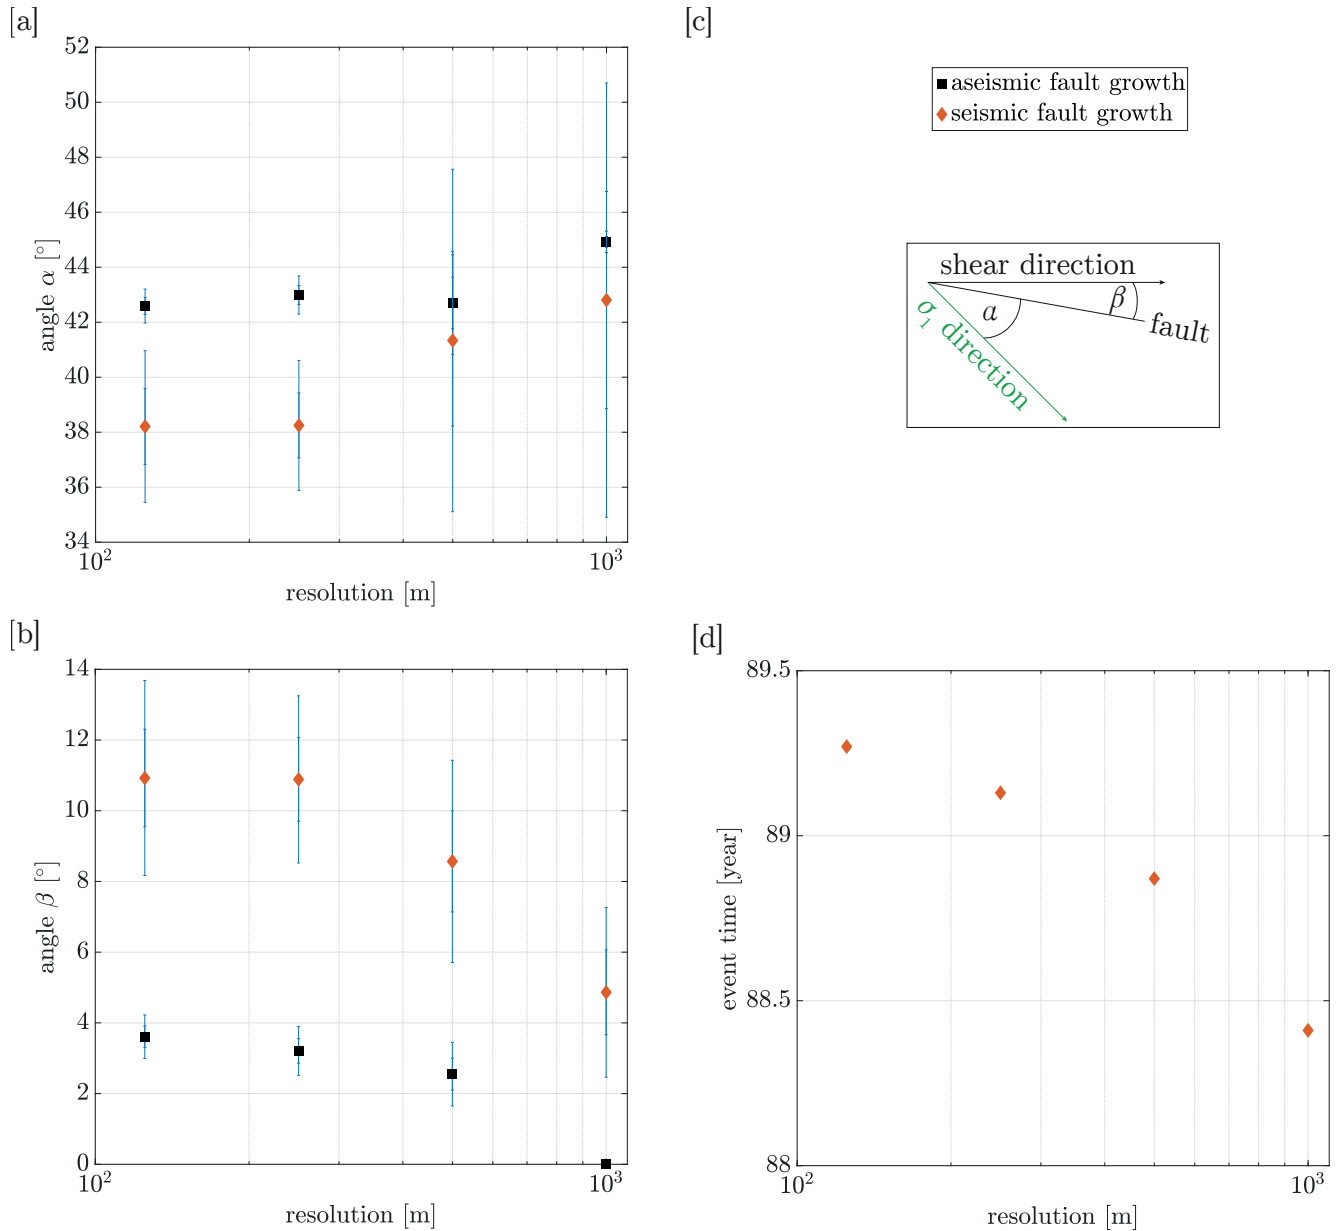 [a]
52
50
48
46
44
42
40
38
36
34
angle α [°]
10²
10³
resolution [m]
[c]
aseismic fault growth
seismic fault growth
shear direction
β
α
fault
σ₁ direction
[b]
14
12
10
8
6
4
2
0
angle β [°]
10²
10³
resolution [m]
[d]
89.5
89
88.5
88
event time [year]
10²
10³
resolution [m]